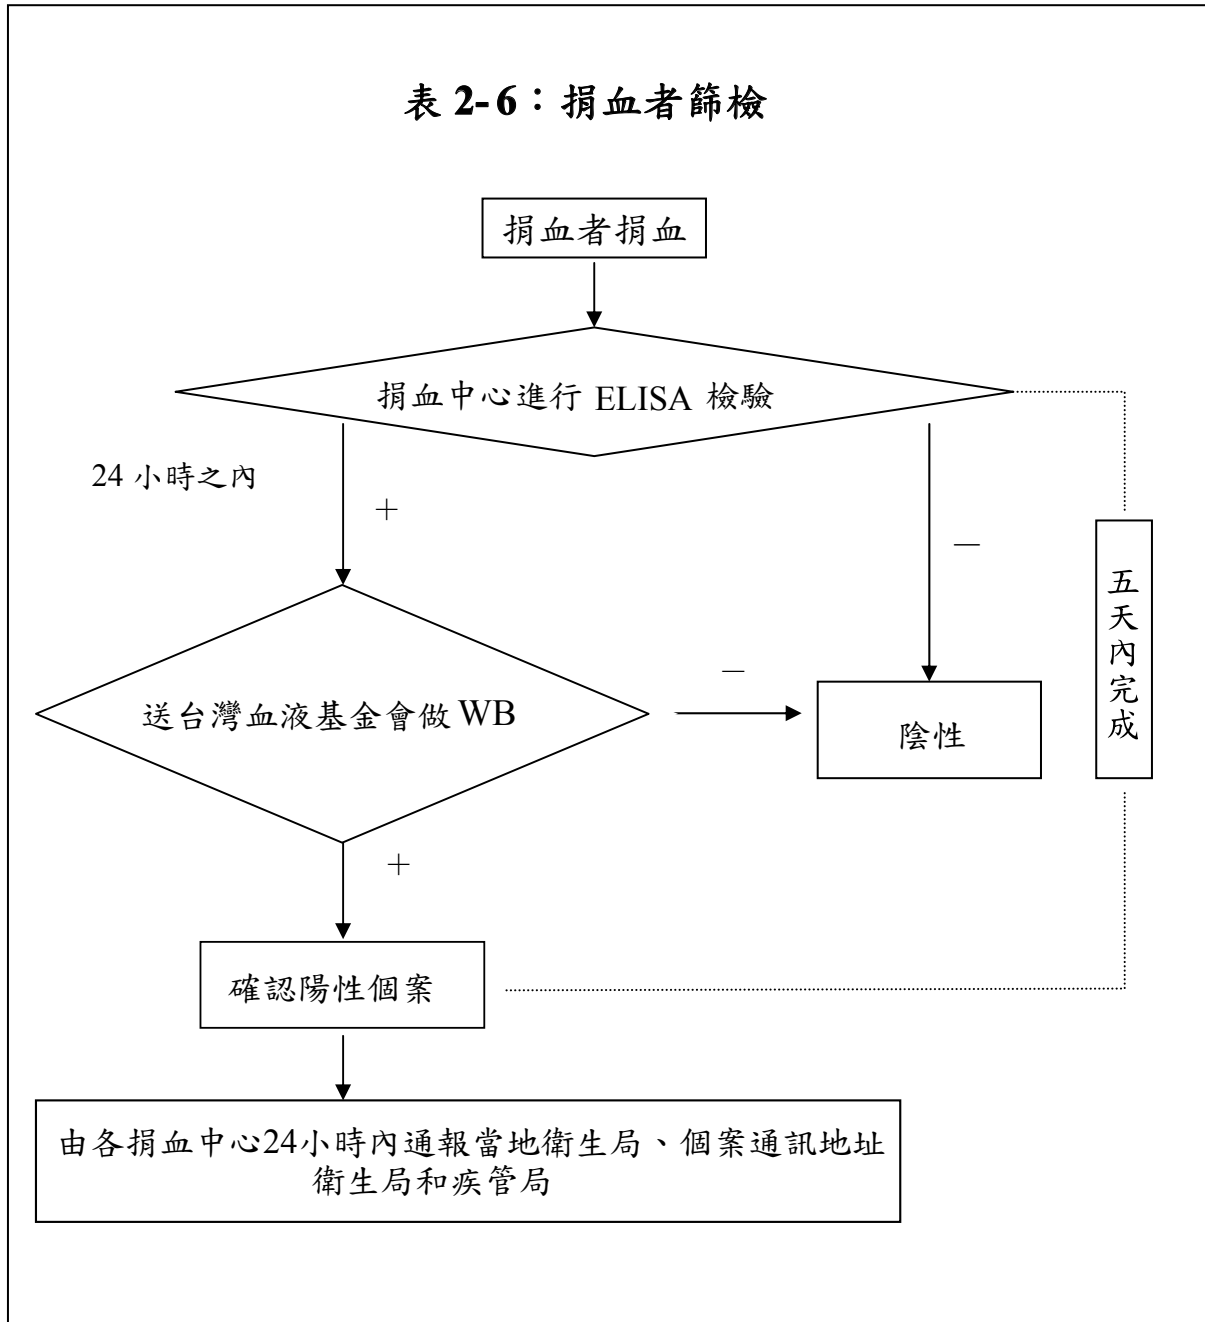 表 2-6：捐血者篩檢
捐血者捐血
捐血中心進行 ELISA 檢驗
24 小時之內
＋
－
五天內完成
送台灣血液基金會做 WB
－
陰性
＋
確認陽性個案
由各捐血中心24小時內通報當地衛生局、個案通訊地址
衛生局和疾管局